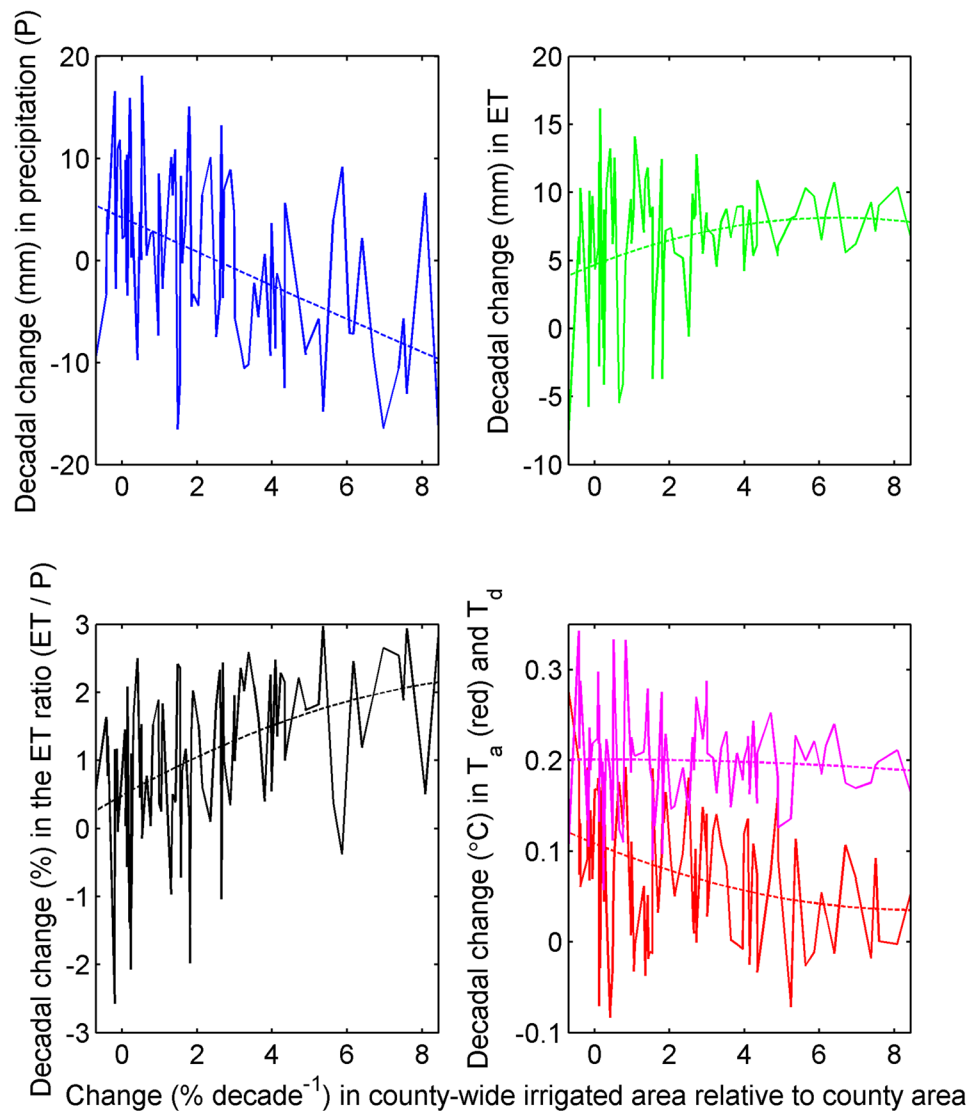 Decadal change (mm) in precipitation (P)
20
10
0
-10
-20
0 2 4 6 8
Decadal change (mm) in ET
20
15
10
5
0
-5
-10
0 2 4 6 8
Decadal change (%) in the ET ratio (ET / P)
3
2
1
0
-1
-2
-3
0 2 4 6 8
Decadal change (°C) in Ta (red) and Td
0.3
0.2
0.1
0
-0.1
0 2 4 6 8
Change (% decade-1) in county-wide irrigated area relative to county area